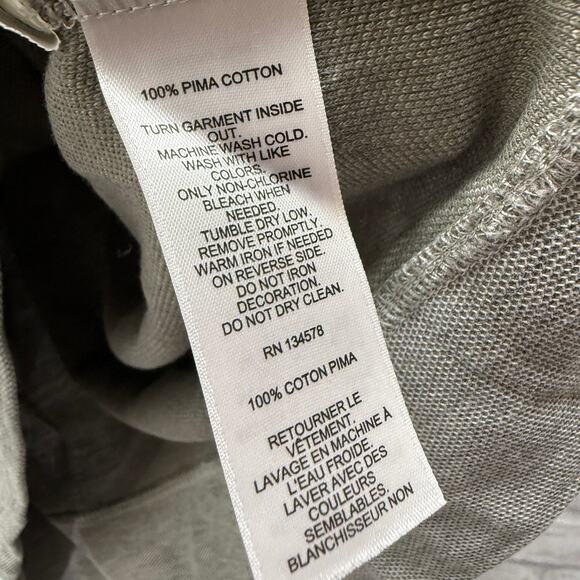 100% PIMA COTTON
TURN GARMENT INSIDE
OUT.
MACHINE WASH COLD.
WASH WITH LIKE
COLORS.
ONLY NON-CHLORINE
BLEACH WHEN
NEEDED.
TUMBLE DRY LOW.
REMOVE PROMPTLY.
WARM IRON IF NEEDED
ON REVERSE SIDE.
DO NOT IRON
DECORATION.
DO NOT DRY CLEAN.
RN 134578
100% COTON PIMA
RETOURNER LE
VÊTEMENT.
LAVAGE EN MACHINE À
L'EAU FROIDE.
LAVER AVEC DES
COULEURS
SEMBLABLES.
BLANCHISSEUR NON